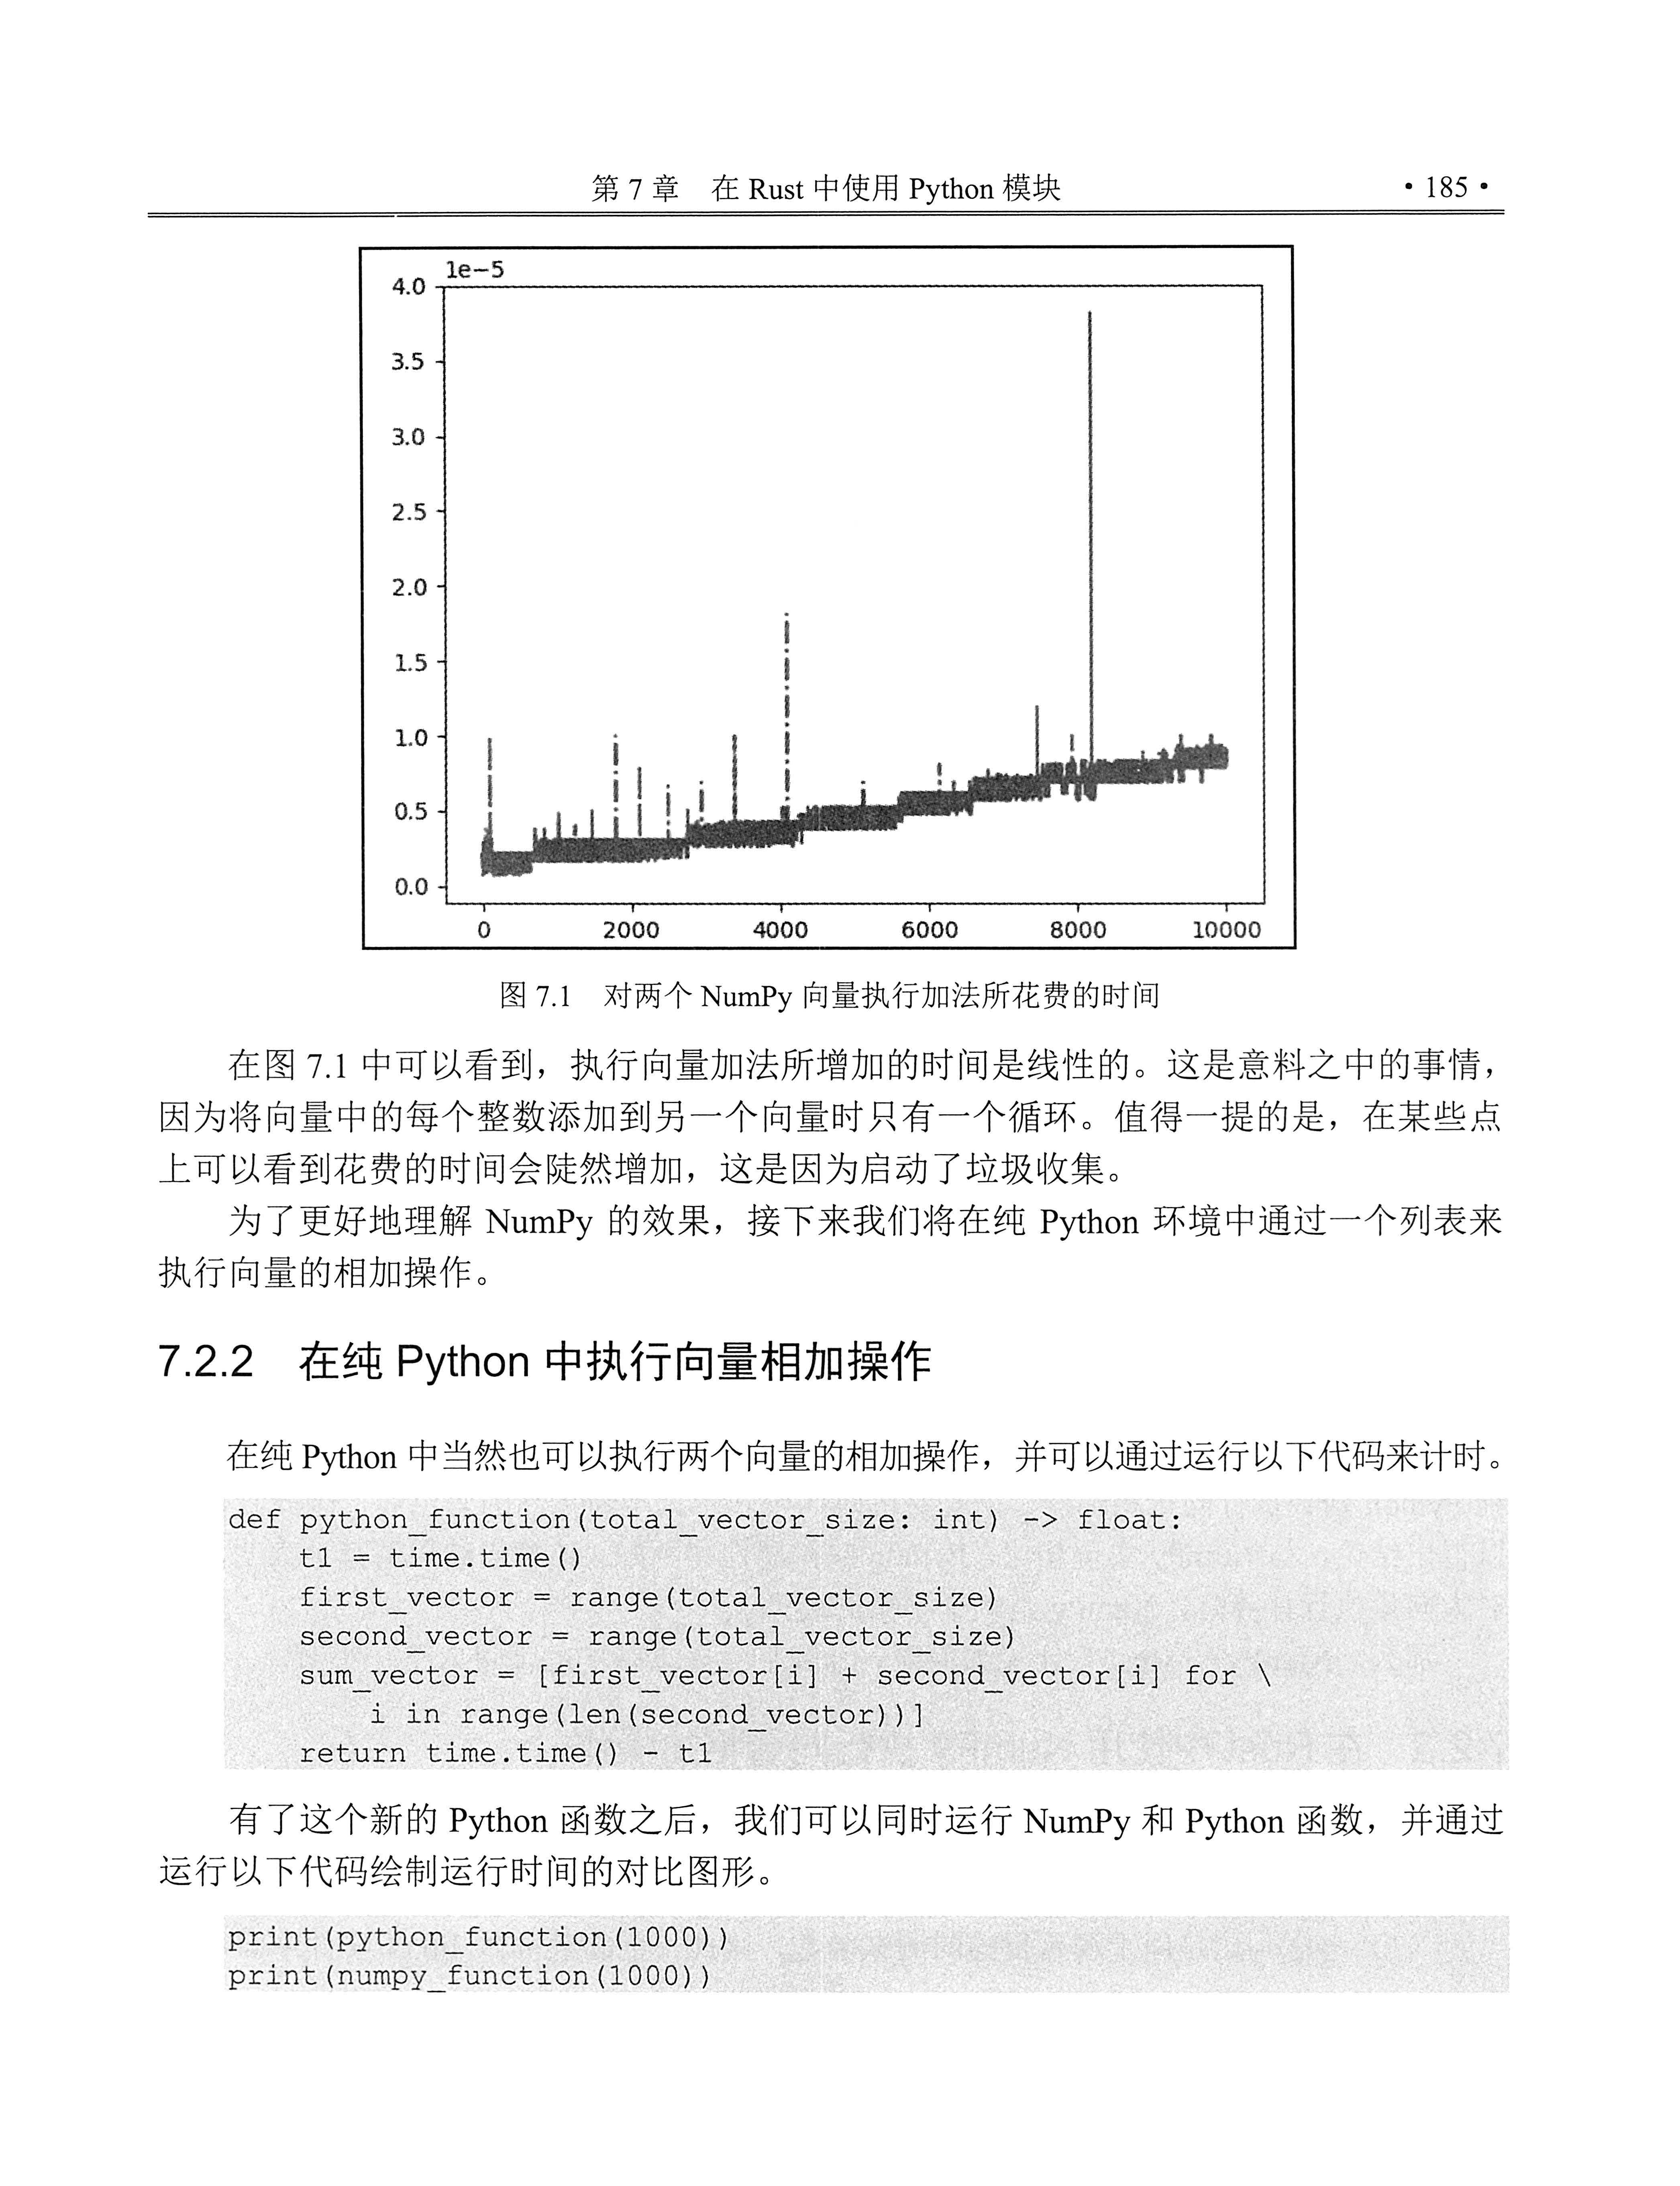 第 7 章　在 Rust 中使用 Python 模块　· 185 ·
1e−5
4.0
3.5
3.0
2.5
2.0
1.5
1.0
0.5
0.0
0　2000　4000　6000　8000　10000
图 7.1　对两个 NumPy 向量执行加法所花费的时间
在图 7.1 中可以看到，执行向量加法所增加的时间是线性的。这是意料之中的事情，
因为将向量中的每个整数添加到另一个向量时只有一个循环。值得一提的是，在某些点
上可以看到花费的时间会陡然增加，这是因为启动了垃圾收集。
为了更好地理解 NumPy 的效果，接下来我们将在纯 Python 环境中通过一个列表来
执行向量的相加操作。
7.2.2　在纯 Python 中执行向量相加操作
在纯 Python 中当然也可以执行两个向量的相加操作，并可以通过运行以下代码来计时。
def python_function(total_vector_size: int) -> float:
    t1 = time.time()
    first_vector = range(total_vector_size)
    second_vector = range(total_vector_size)
    sum_vector = [first_vector[i] + second_vector[i] for \
        i in range(len(second_vector))]
    return time.time() - t1
有了这个新的 Python 函数之后，我们可以同时运行 NumPy 和 Python 函数，并通过
运行以下代码绘制运行时间的对比图形。
print(python_function(1000))
print(numpy_function(1000))